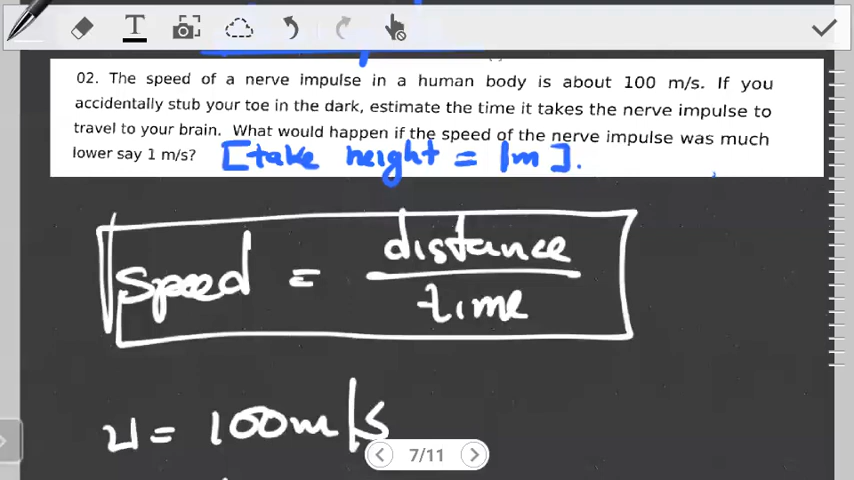 T
02. The speed of a nerve impulse in a human body is about 100 m/s. If you
accidentally stub your toe in the dark, estimate the time it takes the nerve impulse to
travel to your brain. What would happen if the speed of the nerve impulse was much
lower say 1 m/s? [take height = 1m].
Speed = distance / time
u = 100m/s
7/11